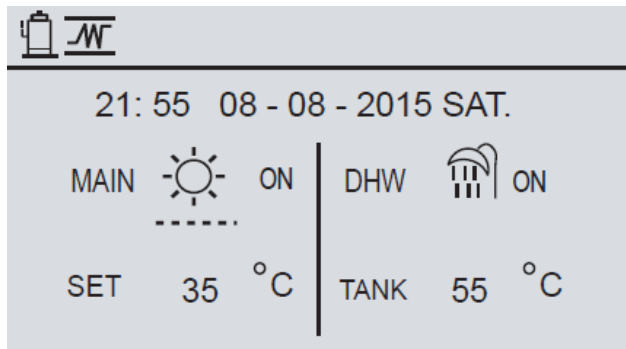 21: 55 08 - 08 - 2015 SAT.
MAIN ON DHW ON
SET 35 °C TANK 55 °C